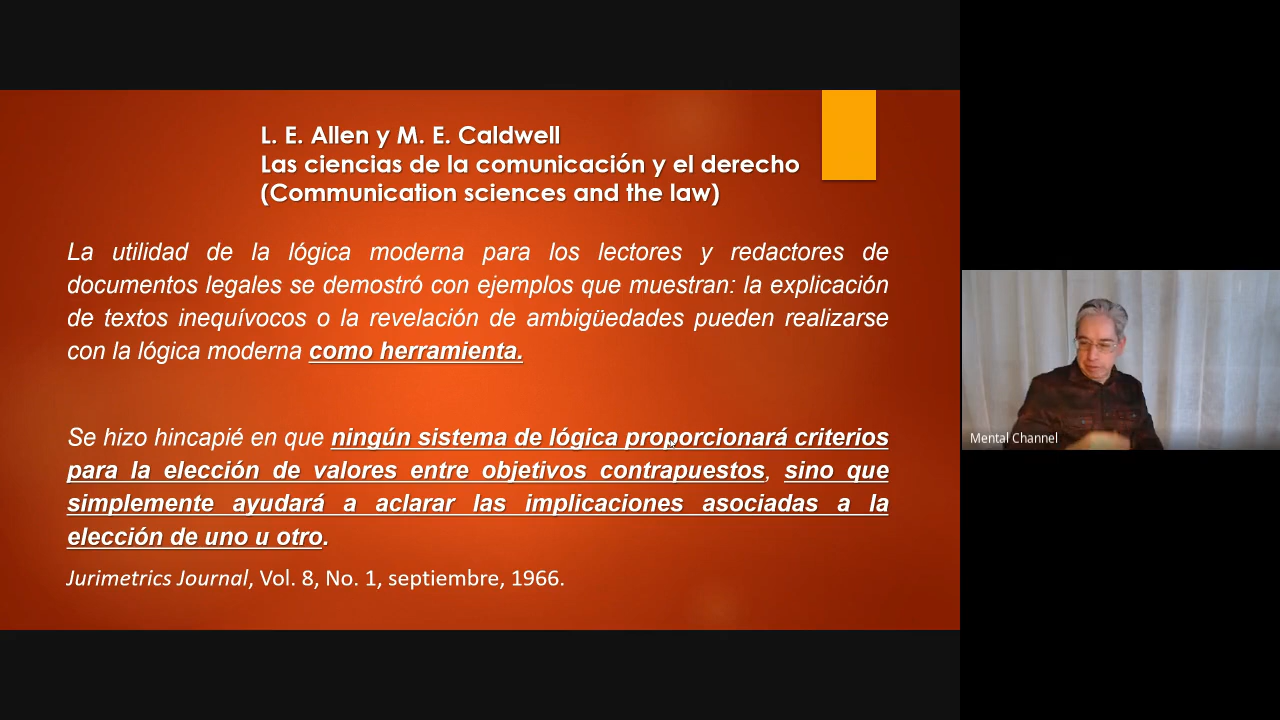 L. E. Allen y M. E. Caldwell
Las ciencias de la comunicación y el derecho
(Communication sciences and the law)
La utilidad de la lógica moderna para los lectores y redactores de
documentos legales se demostró con ejemplos que muestran: la explicación
de textos inequívocos o la revelación de ambigüedades pueden realizarse
con la lógica moderna como herramienta.
Se hizo hincapié en que ningún sistema de lógica proporcionará criterios
para la elección de valores entre objetivos contrapuestos, sino que
simplemente ayudará a aclarar las implicaciones asociadas a la
elección de uno u otro.
Jurimetrics Journal, Vol. 8, No. 1, septiembre, 1966.
Mental Channel